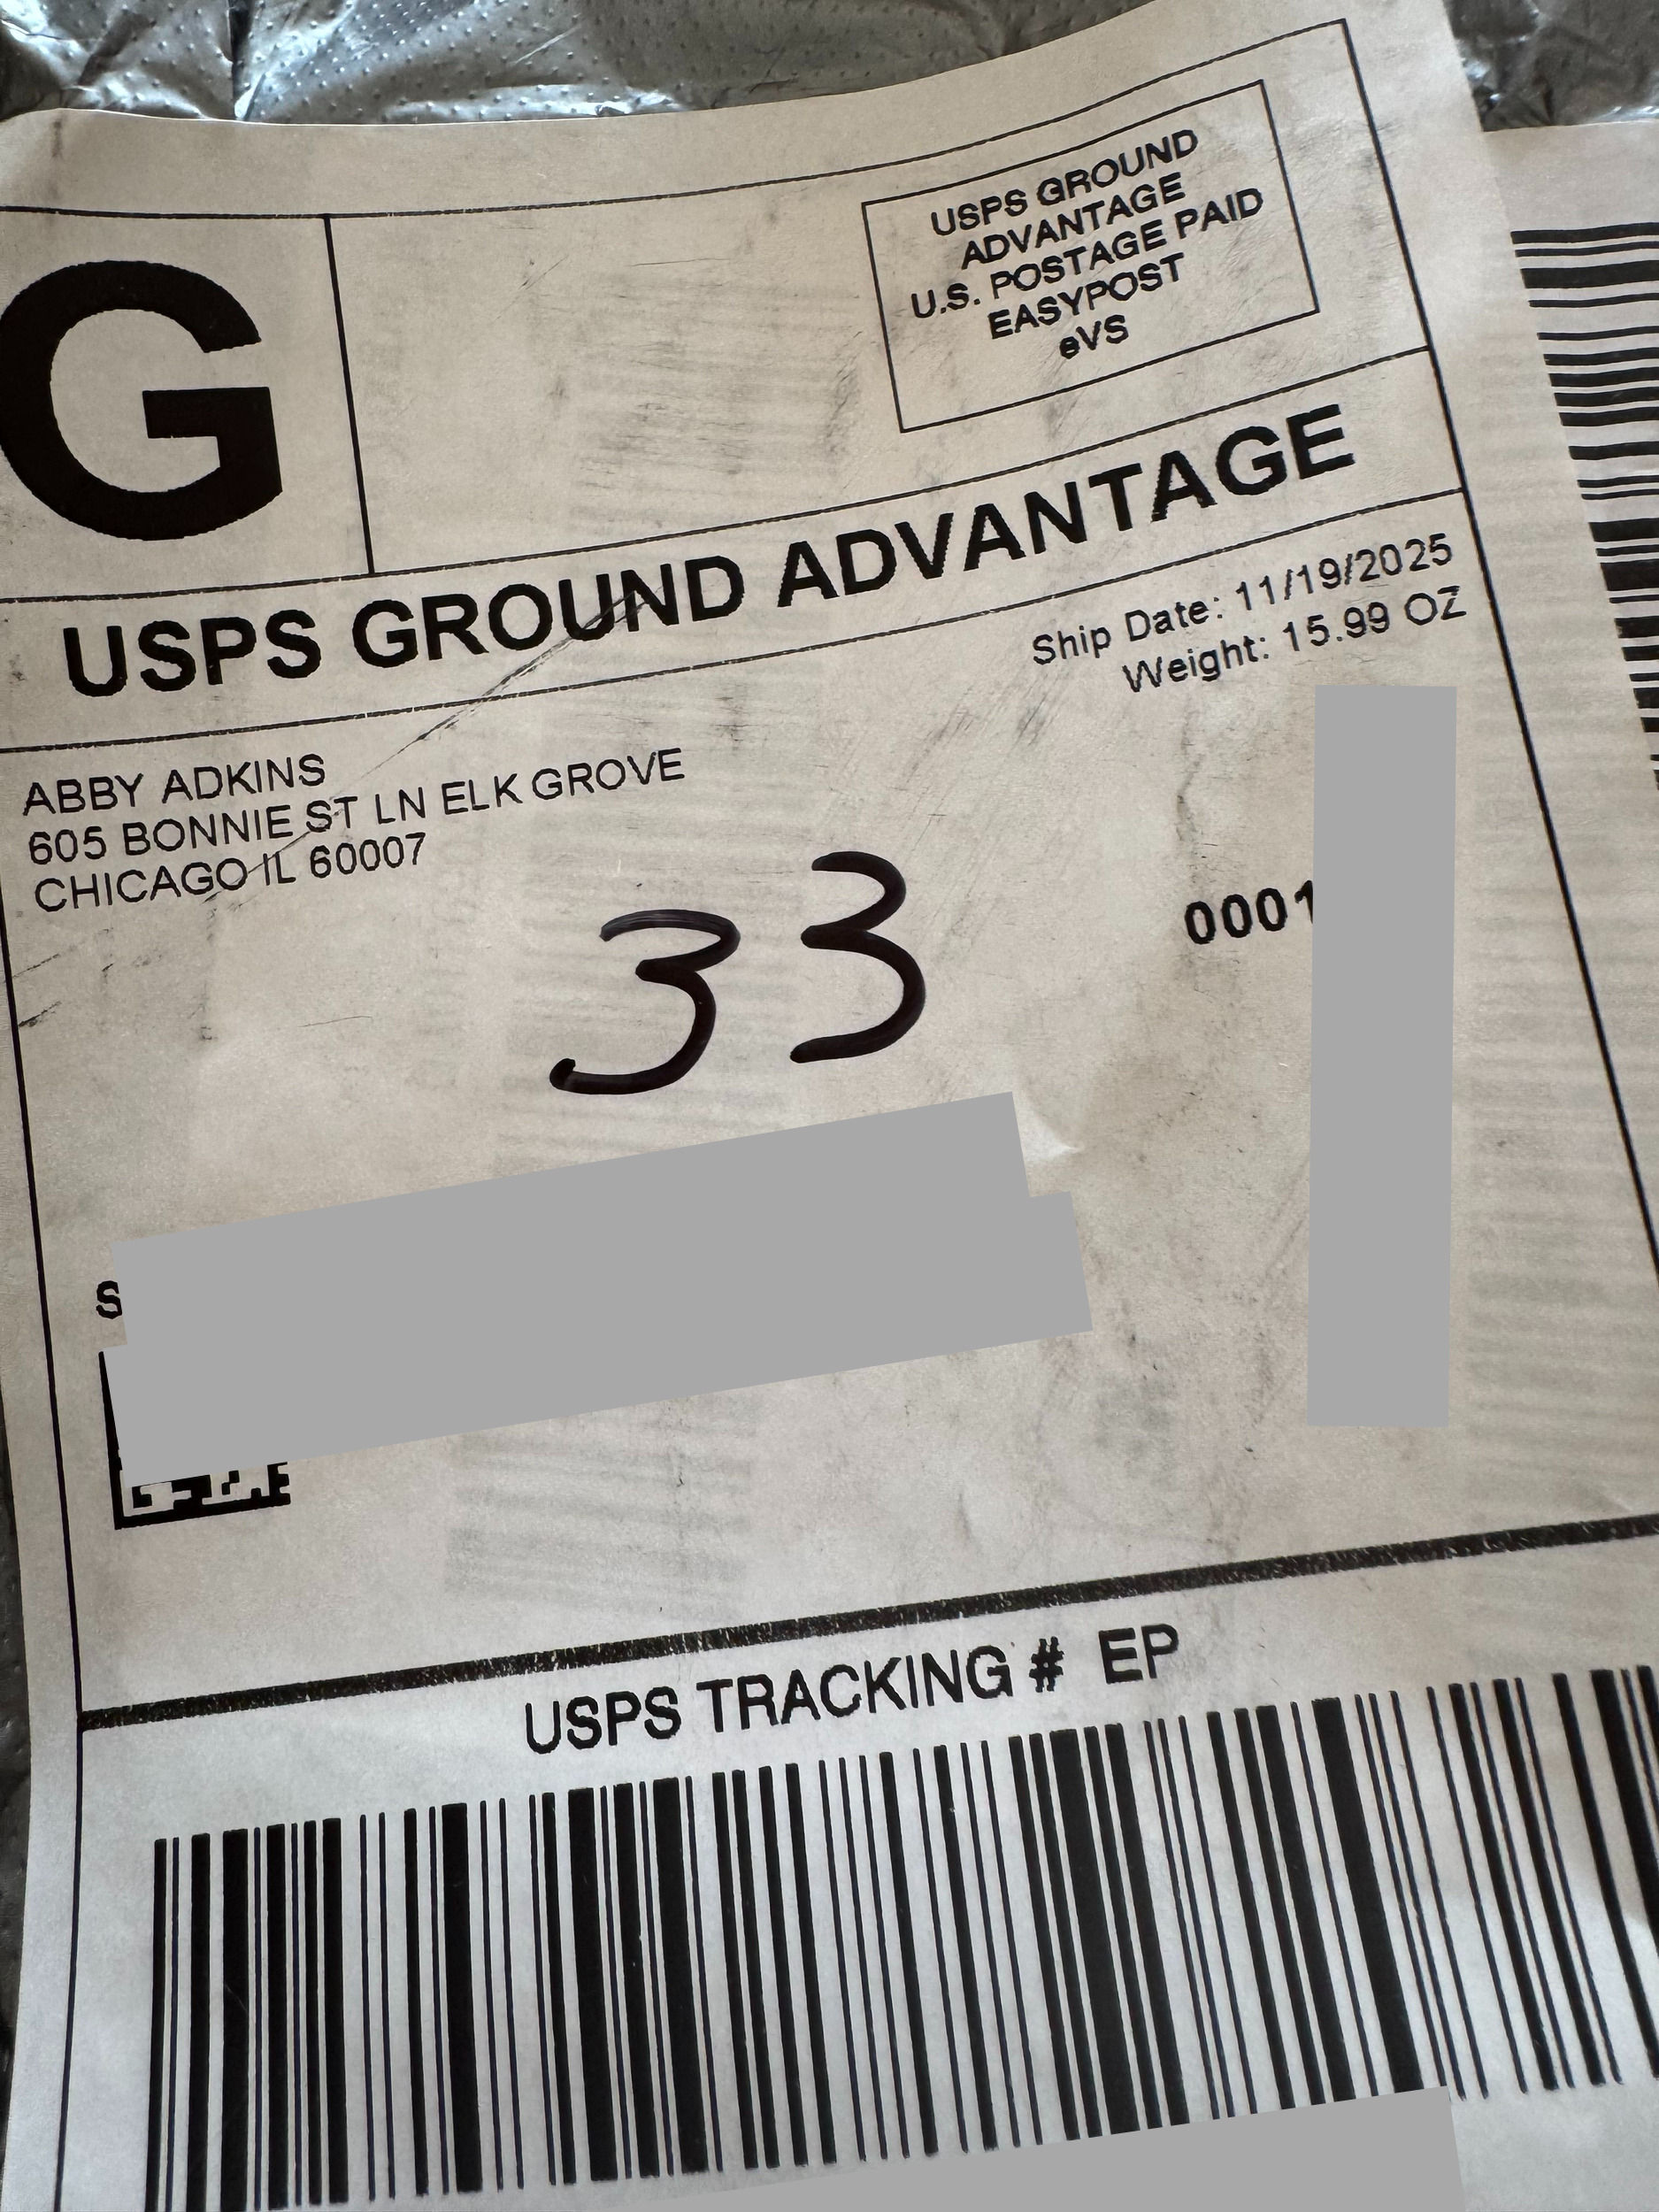 USPS GROUND
ADVANTAGE
U.S. POSTAGE PAID
EASYPOST
eVS
G
USPS GROUND ADVANTAGE
Ship Date: 11/19/2025
Weight: 15.99 OZ
ABBY ADKINS
605 BONNIE ST LN ELK GROVE
CHICAGO IL 60007
0001
33
S
USPS TRACKING # EP